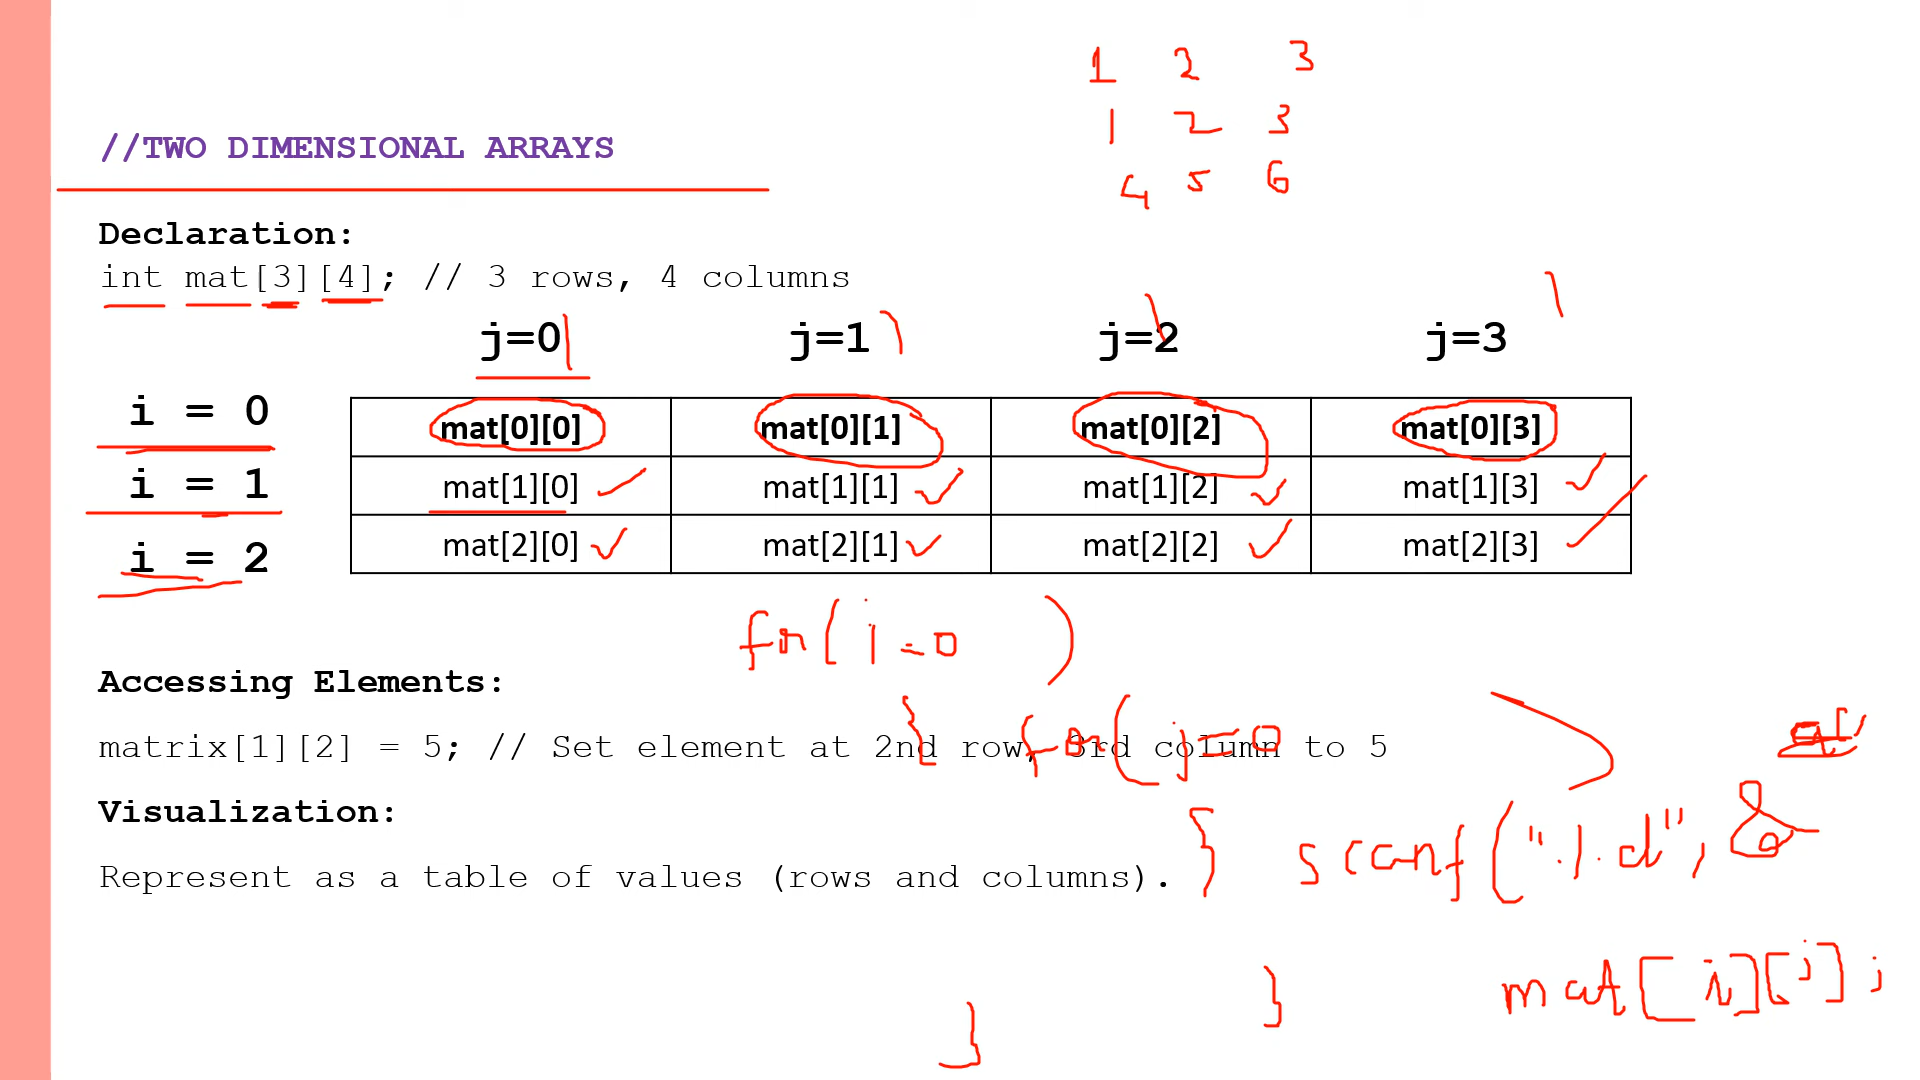 1 2 3
1 2 3
4 5 6
//TWO DIMENSIONAL ARRAYS
Declaration:
int mat[3][4]; // 3 rows, 4 columns
j=0 j=1 j=2 j=3
i = 0 mat[0][0] mat[0][1] mat[0][2] mat[0][3]
i = 1 mat[1][0] mat[1][1] mat[1][2] mat[1][3]
i = 2 mat[2][0] mat[2][1] mat[2][2] mat[2][3]
for( i=0 )
Accessing Elements:
{ for( j=0 )
matrix[1][2] = 5; // Set element at 2nd row, 3rd column to 5
Visualization:
{ scanf("%d", &
Represent as a table of values (rows and columns).
mat[i][j];
}
}